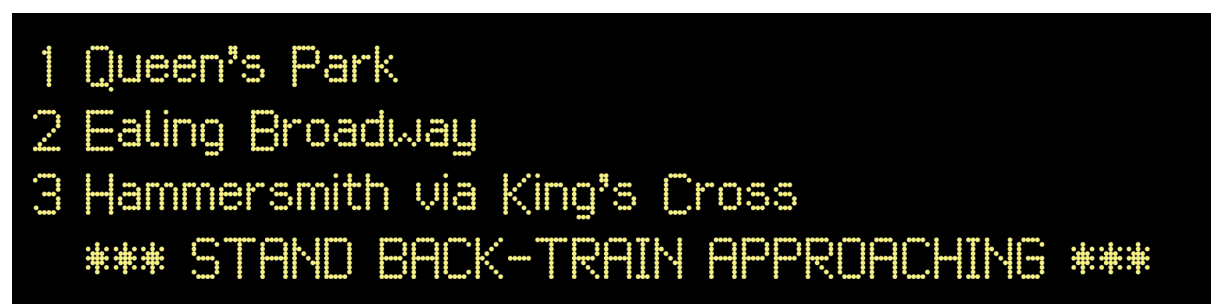 1 Queen's Park
2 Ealing Broadway
3 Hammersmith via King's Cross
*** STAND BACK-TRAIN APPROACHING ***